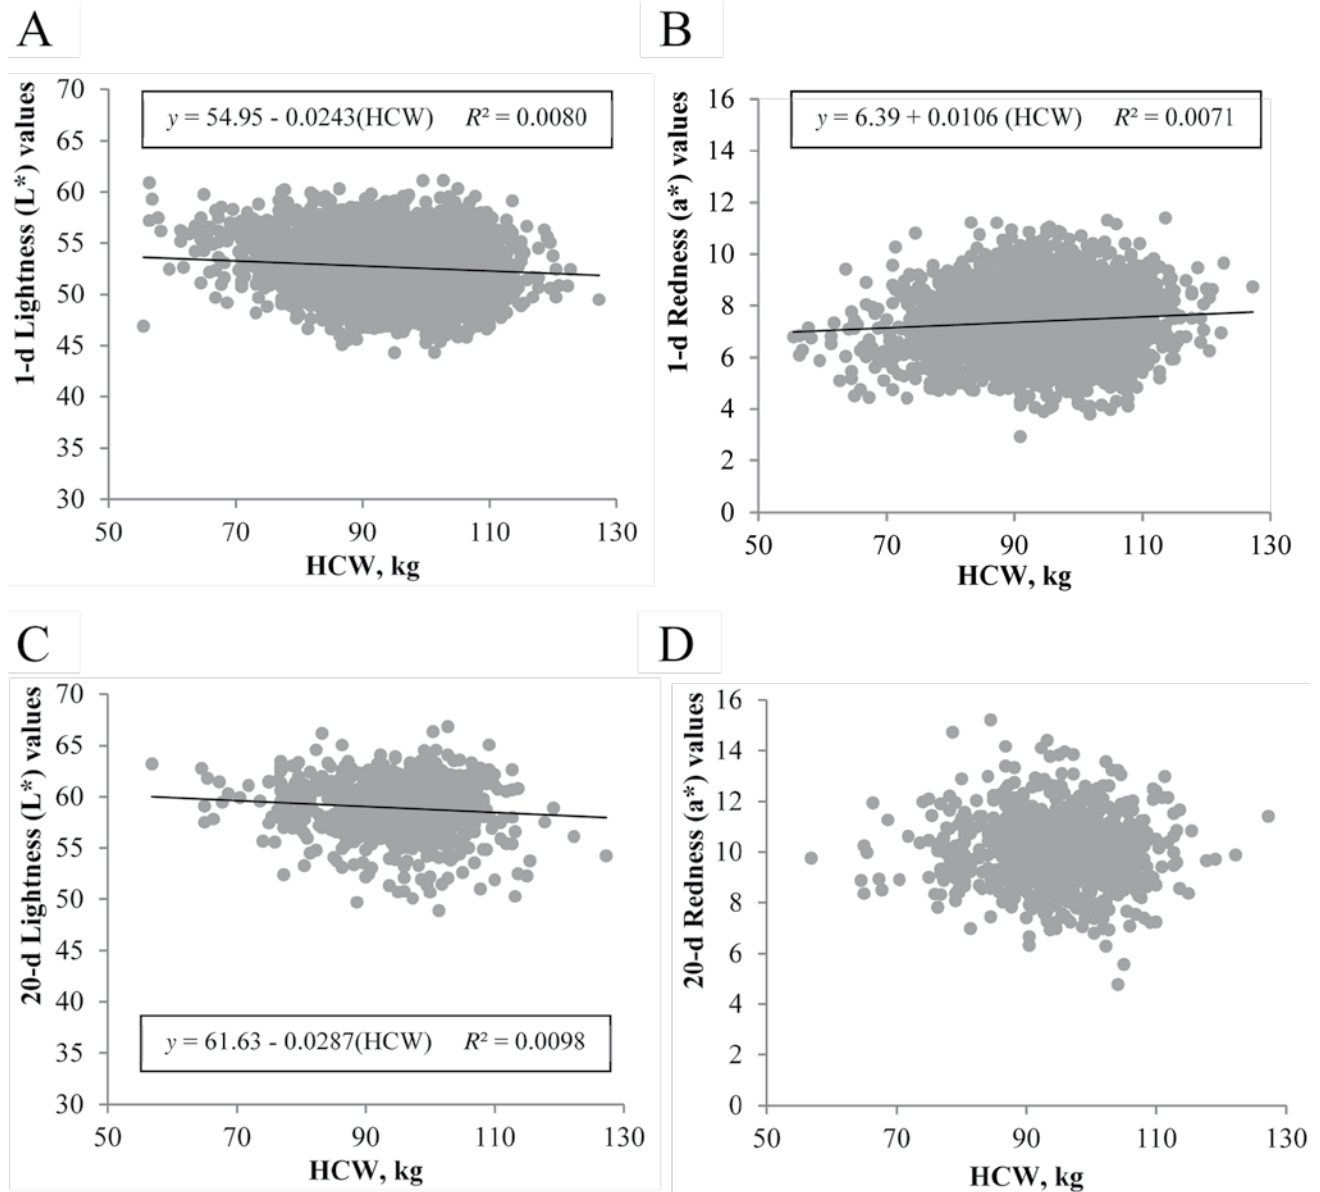 A
1-d Lightness (L*) values
70
65
60
55
50
45
40
35
30
y = 54.95 - 0.0243(HCW) R² = 0.0080
50 70 90 110 130
HCW, kg
B
1-d Redness (a*) values
16
14
12
10
8
6
4
2
0
y = 6.39 + 0.0106 (HCW) R² = 0.0071
50 70 90 110 130
HCW, kg
C
20-d Lightness (L*) values
70
65
60
55
50
45
40
35
30
y = 61.63 - 0.0287(HCW) R² = 0.0098
50 70 90 110 130
HCW, kg
D
20-d Redness (a*) values
16
14
12
10
8
6
4
2
0
50 70 90 110 130
HCW, kg